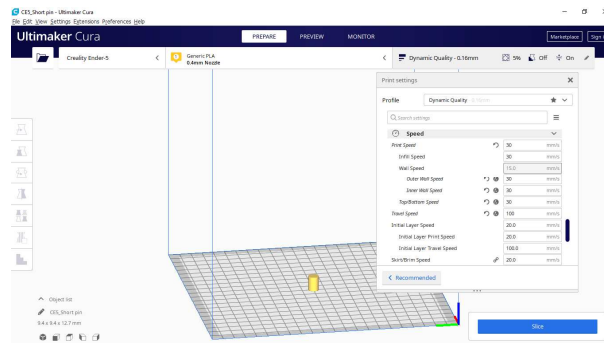 CE5_Short pin - Ultimaker Cura
File Edit View Settings Extensions Preferences Help
Ultimaker Cura
PREPARE PREVIEW MONITOR
Marketplace Sign i
Creality Ender-5
Generic PLA
0.4mm Nozzle
Dynamic Quality - 0.16mm
5% Off On
Print settings
Profile Dynamic Quality
Search settings
Speed
Print Speed 30 mm/s
Infill Speed 30 mm/s
Wall Speed 15.0 mm/s
Outer Wall Speed 30 mm/s
Inner Wall Speed 30 mm/s
Top/Bottom Speed 30 mm/s
Travel Speed 100 mm/s
Initial Layer Speed 20.0 mm/s
Initial Layer Print Speed 20.0 mm/s
Initial Layer Travel Speed 100.0 mm/s
Skirt/Brim Speed 20.0 mm/s
Recommended
Object list
CE5_Short pin
9.4 x 9.4 x 12.7 mm
Slice